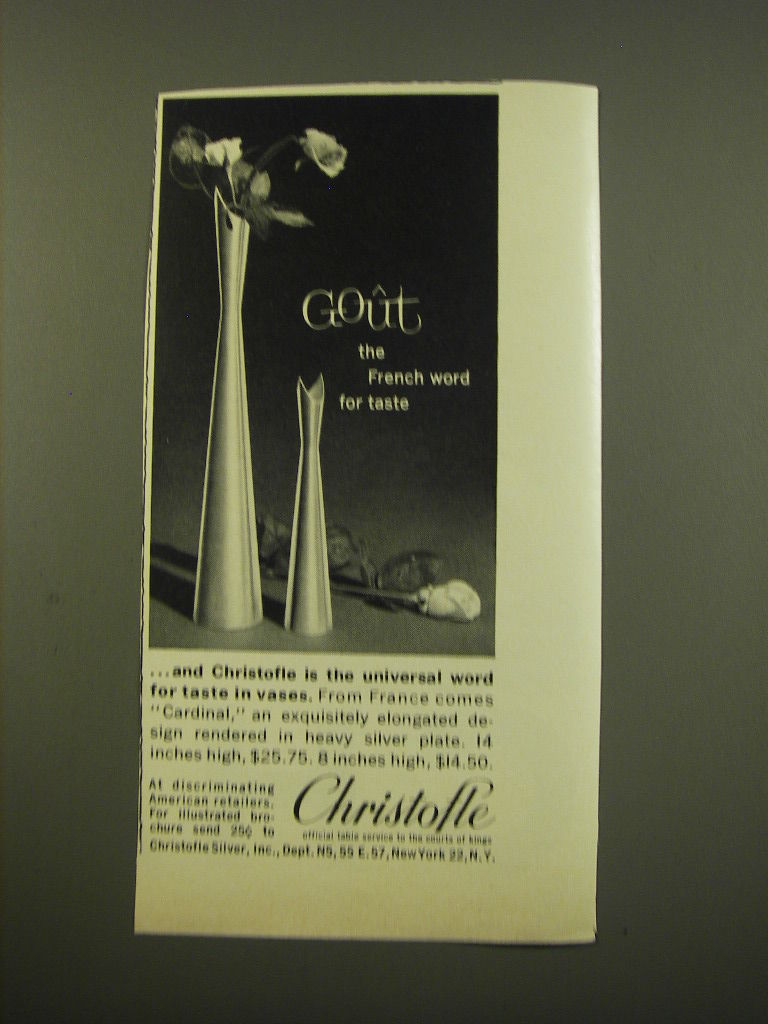 Goût
the
French word
for taste
...and Christofle is the universal word
for taste in vases. From France comes
"Cardinal," an exquisitely elongated de-
sign rendered in heavy silver plate. 14
inches high, $25.75. 8 inches high, $14.50.
At discriminating
American retailers.
For illustrated bro-
chure send 25¢ to
Christofle
official table service to the courts of kings
Christofle Silver, Inc., Dept. N5, 55 E. 57, New York 22, N.Y.